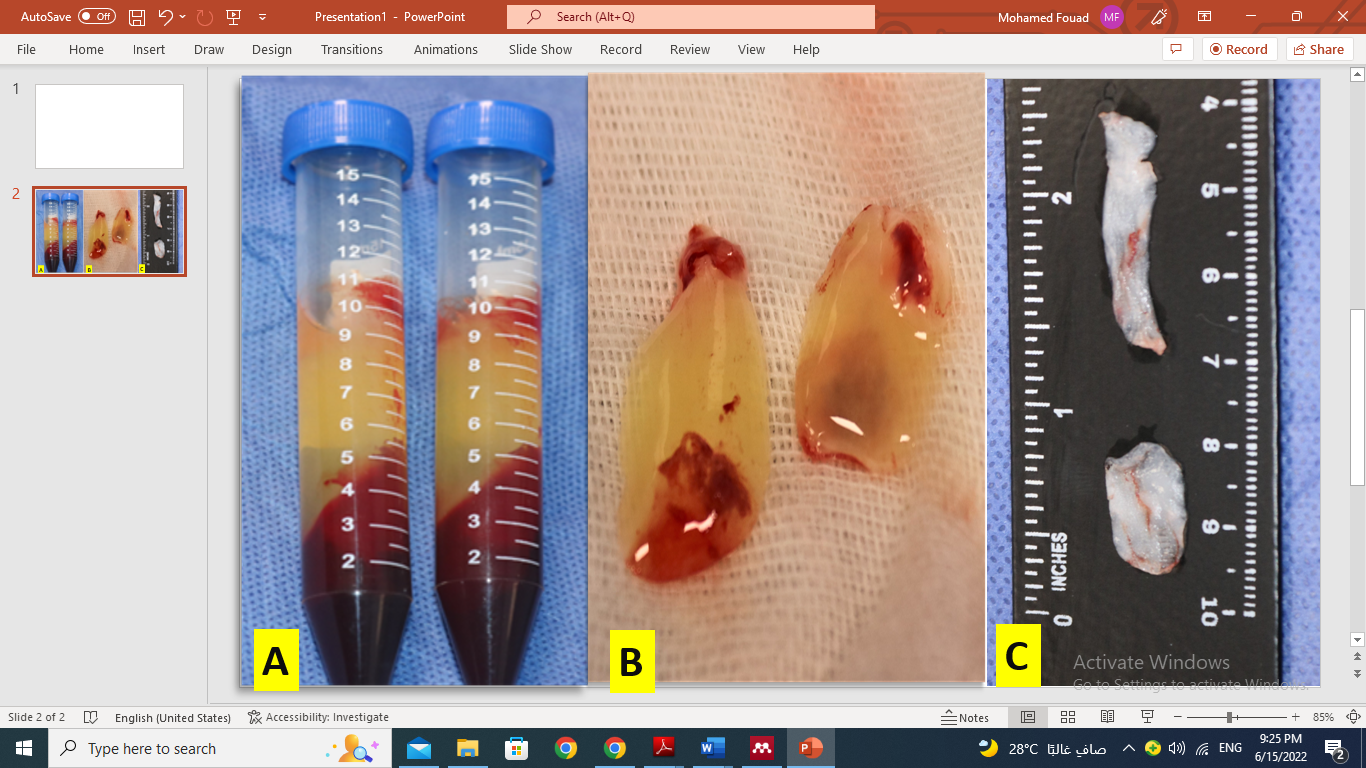 AutoSave Off
Presentation1 - PowerPoint
Search (Alt+Q)
Mohamed Fouad MF
File Home Insert Draw Design Transitions Animations Slide Show Record Review View Help
Record Share
1
2
15 15
14 14
13 13
12 12
11 11
10 10
9 9
8 8
7 7
6 6
5 5
4 4
3 3
2 2
A
B
4
5
2
6
7
1
8
9
INCHES
0
10
C
Activate Windows
Go to Settings to activate Windows.
Slide 2 of 2 English (United States) Accessibility: Investigate Notes 85%
Type here to search
28°C صافٍ غالبًا ENG
9:25 PM
6/15/2022
2